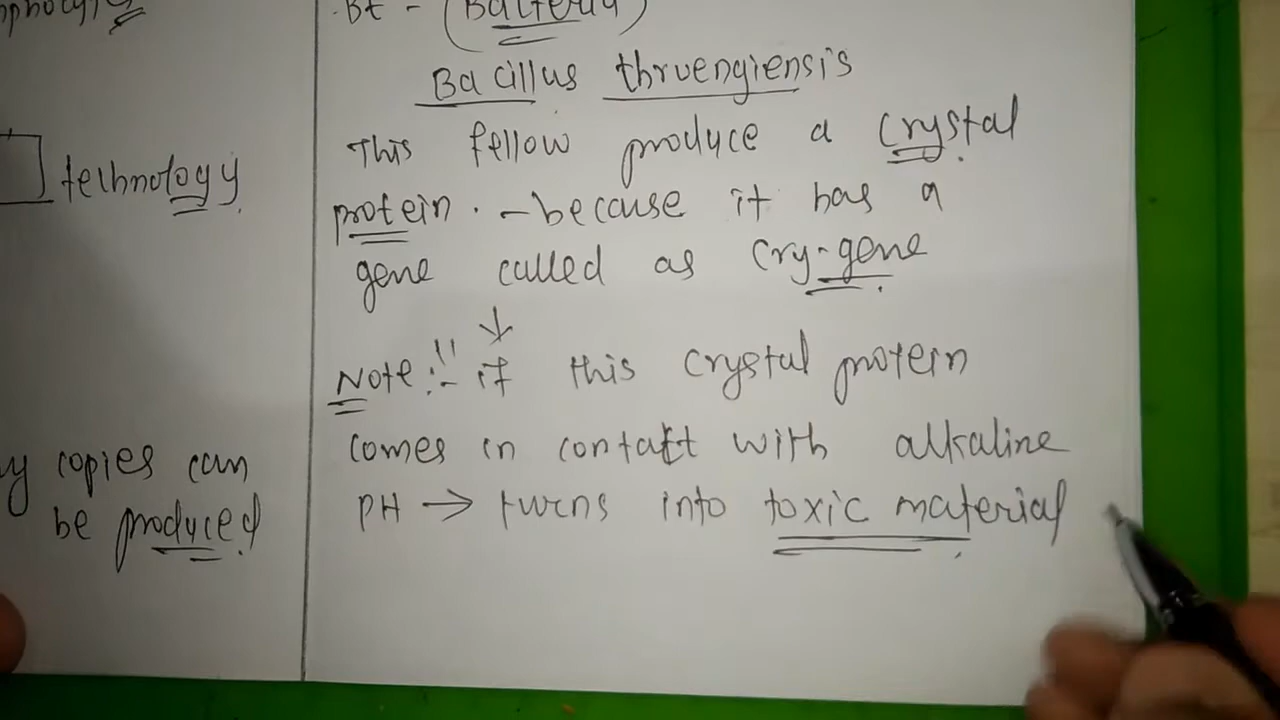 technology
y copies can
be produced
Bt - (Bacteria)
Bacillus thruengiensis
This fellow produce a Crystal
protein. - because it has a
gene called as Cry-gene
↓
Note!! :- if this crystal protein
comes in contact with alkaline
PH → turns into toxic material